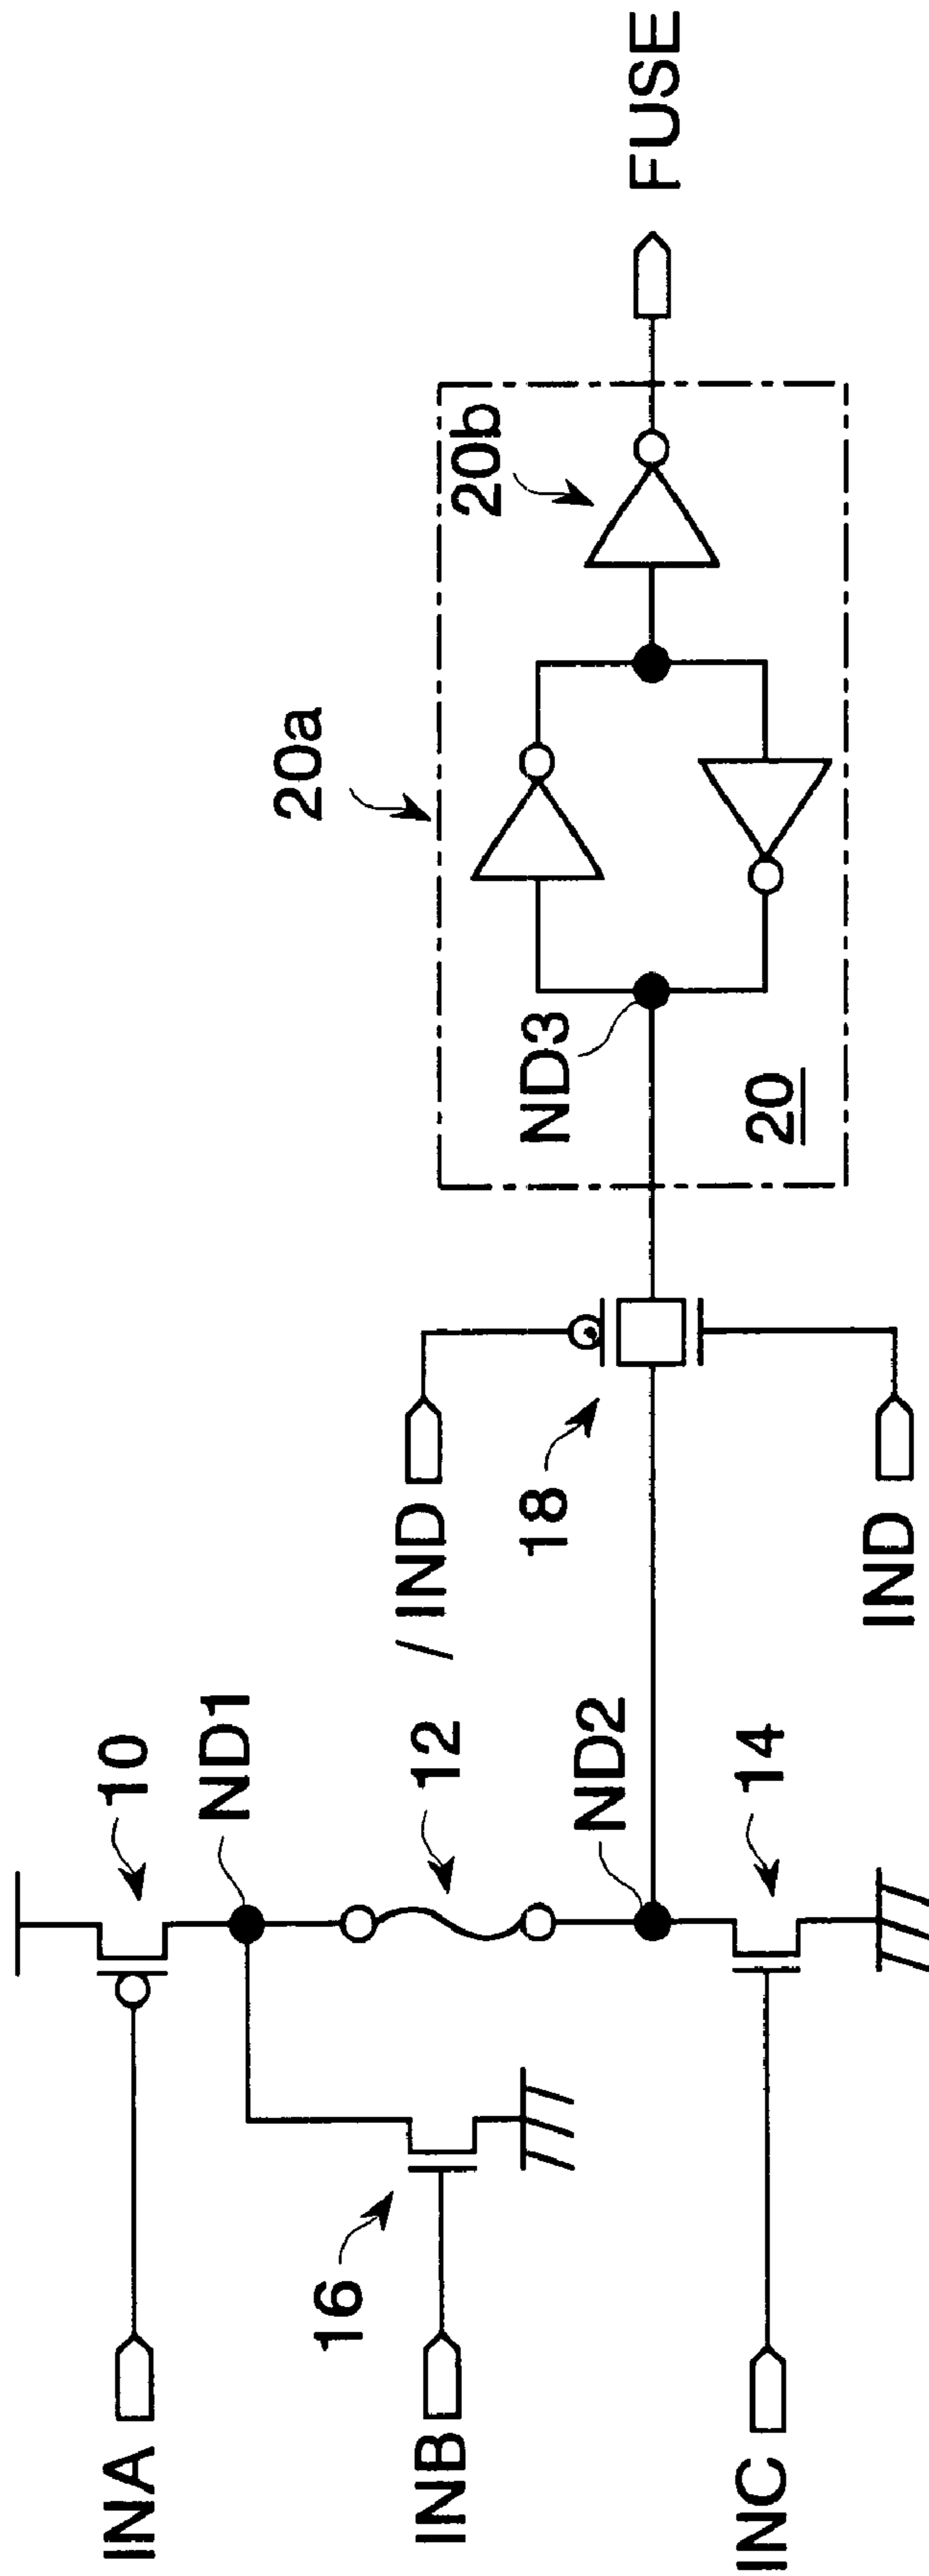 INA
INB
INC
16
10
ND1
12
ND2
14
/ IND
18
IND
20a
ND3
20
20b
FUSE